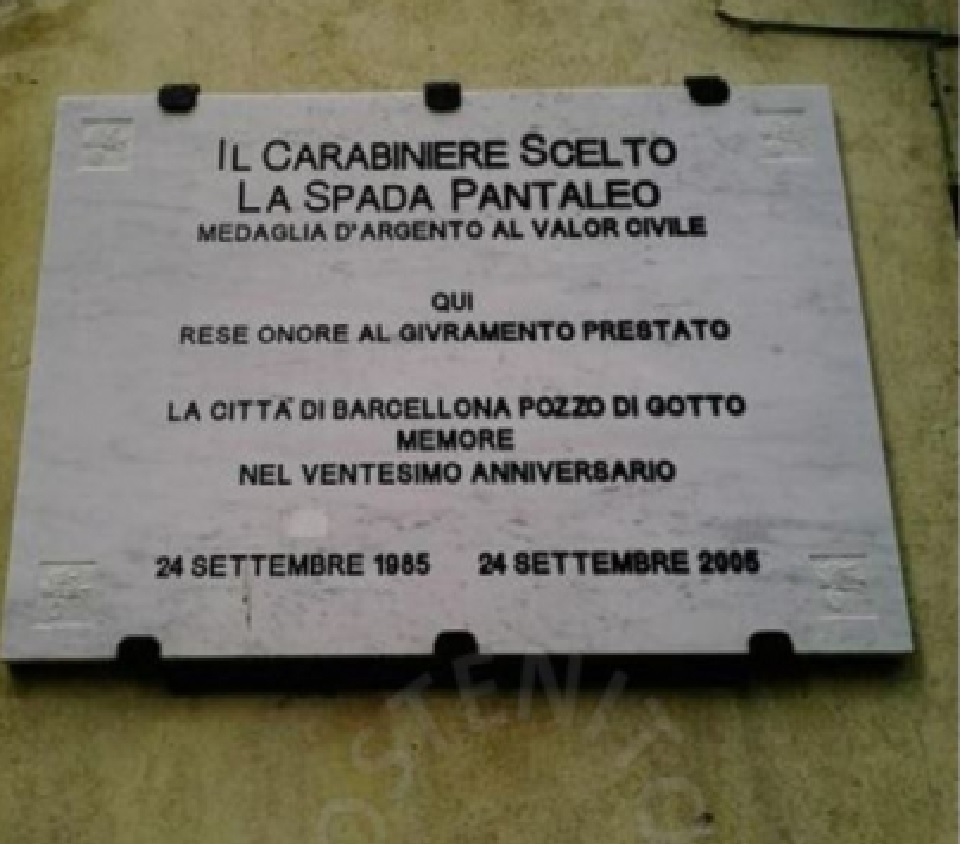 IL CARABINIERE SCELTO
LA SPADA PANTALEO
MEDAGLIA D'ARGENTO AL VALOR CIVILE
QUI
RESE ONORE AL GIVRAMENTO PRESTATO
LA CITTÀ DI BARCELLONA POZZO DI GOTTO
MEMORE
NEL VENTESIMO ANNIVERSARIO
24 SETTEMBRE 1985 24 SETTEMBRE 2005